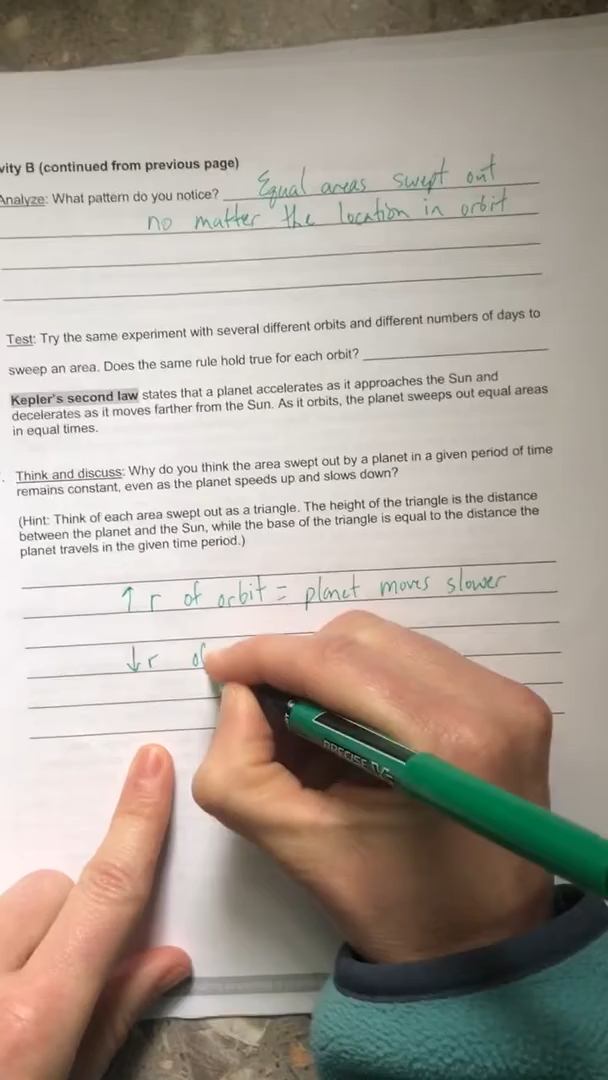 vity B (continued from previous page)
Analyze: What pattern do you notice? Equal areas swept out
no matter the location in orbit
Test: Try the same experiment with several different orbits and different numbers of days to
sweep an area. Does the same rule hold true for each orbit?
Kepler's second law states that a planet accelerates as it approaches the Sun and
decelerates as it moves farther from the Sun. As it orbits, the planet sweeps out equal areas
in equal times.
. Think and discuss: Why do you think the area swept out by a planet in a given period of time
remains constant, even as the planet speeds up and slows down?
(Hint: Think of each area swept out as a triangle. The height of the triangle is the distance
between the planet and the Sun, while the base of the triangle is equal to the distance the
planet travels in the given time period.)
↑ r of orbit = planet moves slower
↓ r of
PRECISE V5